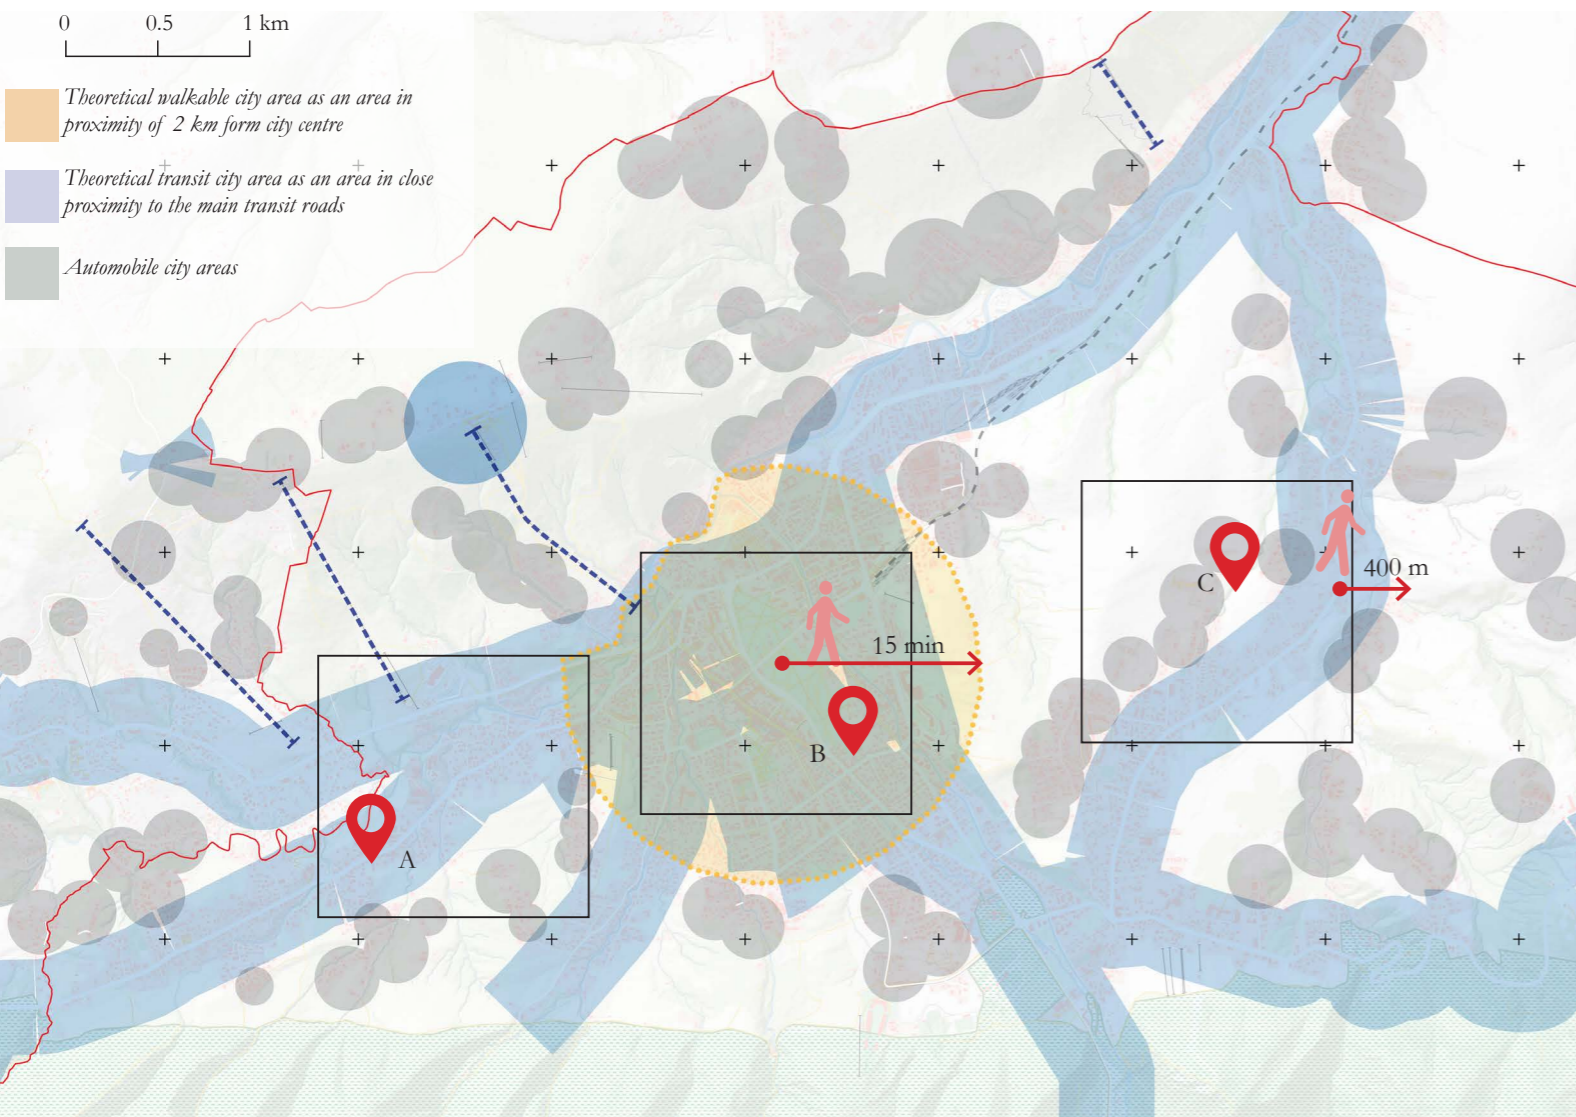 0 0.5 1 km
Theoretical walkable city area as an area in
proximity of 2 km form city centre
Theoretical transit city area as an area in close
proximity to the main transit roads
Automobile city areas
400 m
C
15 min
B
A